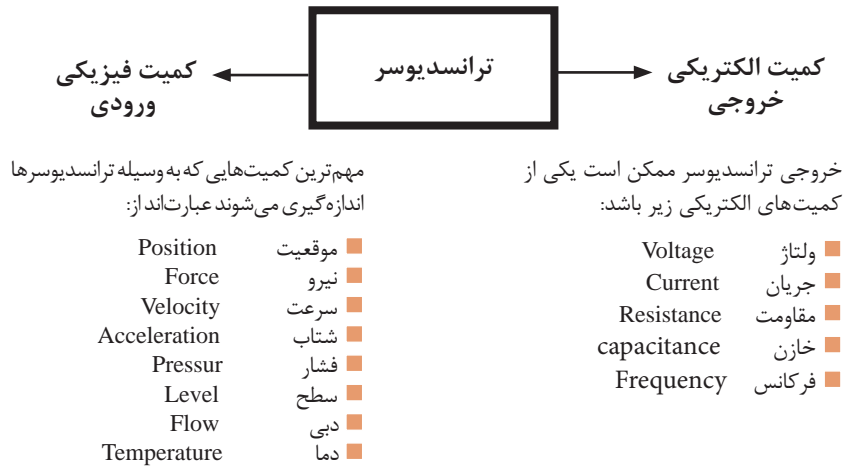 کمیت الکتریکی
خروجی
ترانسدیوسر
کمیت فیزیکی
ورودی
خروجی ترانسدیوسر ممکن است یکی از
کمیت‌های الکتریکی زیر باشد:
ولتاژ Voltage
جریان Current
مقاومت Resistance
خازن capacitance
فرکانس Frequency
مهم‌ترین کمیت‌هایی که به وسیله ترانسدیوسرها
اندازه‌گیری می‌شوند عبارت‌اند از:
موقعیت Position
نیرو Force
سرعت Velocity
شتاب Acceleration
فشار Pressur
سطح Level
دبی Flow
دما Temperature